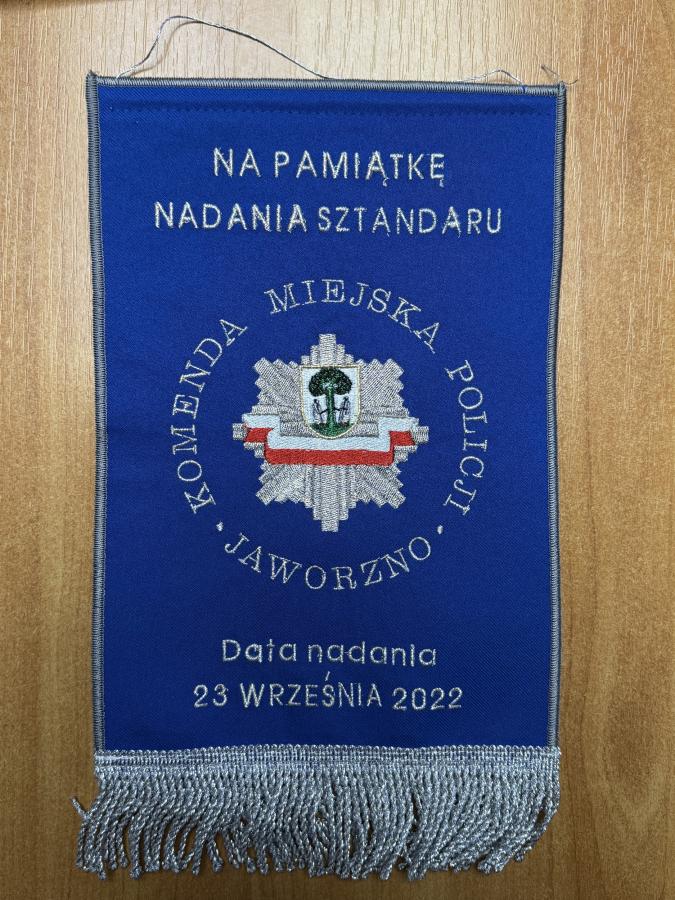 NA PAMIĄTKĘ
NADANIA SZTANDARU
KOMENDA MIEJSKA POLICJI
· JAWORZNO ·
Data nadania
23 WRZEŚNIA 2022